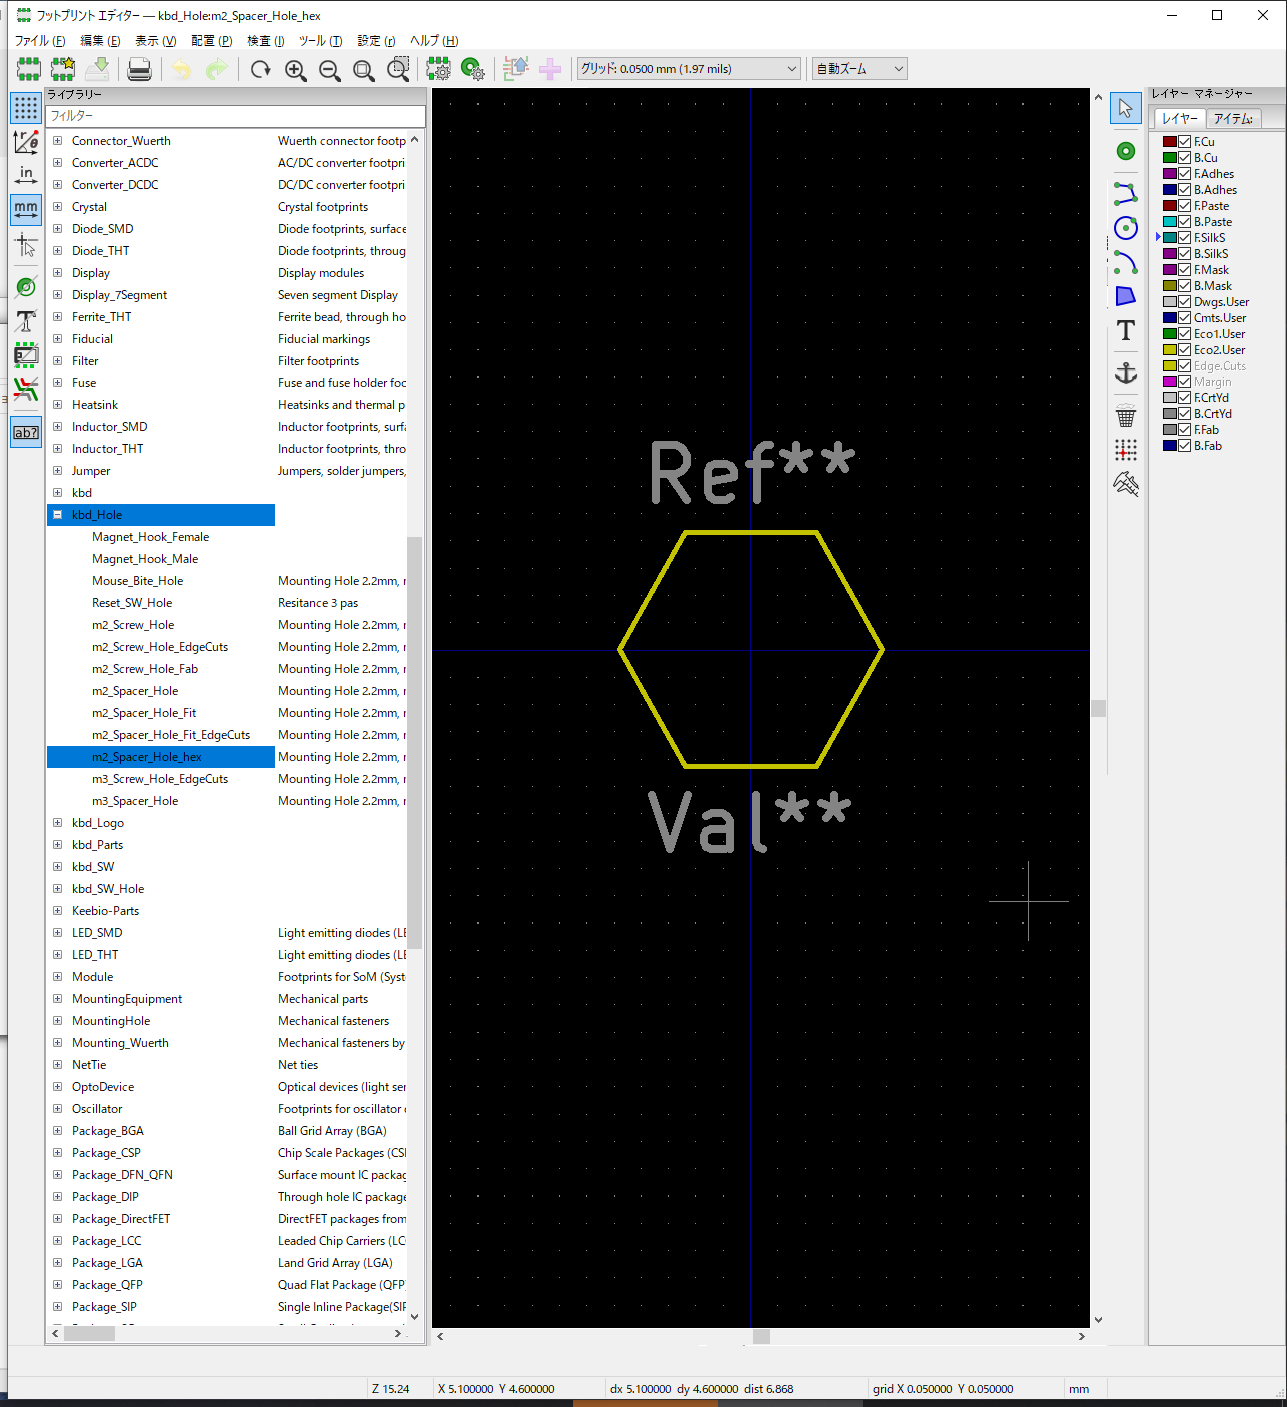 フットプリント エディター — kbd_Hole:m2_Spacer_Hole_hex
ファイル (F) 編集 (E) 表示 (V) 配置 (P) 検査 (I) ツール (T) 設定 (r) ヘルプ (H)
グリッド: 0.0500 mm (1.97 mils) 自動ズーム
ライブラリー
フィルター
Connector_Wuerth Wuerth connector footp
Converter_ACDC AC/DC converter footpri
Converter_DCDC DC/DC converter footpri
Crystal Crystal footprints
Diode_SMD Diode footprints, surface
Diode_THT Diode footprints, throug
Display Display modules
Display_7Segment Seven segment Display
Ferrite_THT Ferrite bead, through ho
Fiducial Fiducial markings
Filter Filter footprints
Fuse Fuse and fuse holder foo
Heatsink Heatsinks and thermal p
Inductor_SMD Inductor footprints, surfa
Inductor_THT Inductor footprints, thro
Jumper Jumpers, solder jumpers,
kbd
kbd_Hole
Magnet_Hook_Female
Magnet_Hook_Male
Mouse_Bite_Hole Mounting Hole 2.2mm, r
Reset_SW_Hole Resitance 3 pas
m2_Screw_Hole Mounting Hole 2.2mm, r
m2_Screw_Hole_EdgeCuts Mounting Hole 2.2mm, r
m2_Screw_Hole_Fab Mounting Hole 2.2mm, r
m2_Spacer_Hole Mounting Hole 2.2mm, r
m2_Spacer_Hole_Fit Mounting Hole 2.2mm, r
m2_Spacer_Hole_Fit_EdgeCuts Mounting Hole 2.2mm, r
m2_Spacer_Hole_hex Mounting Hole 2.2mm, r
m3_Screw_Hole_EdgeCuts Mounting Hole 2.2mm, r
m3_Spacer_Hole Mounting Hole 2.2mm, r
kbd_Logo
kbd_Parts
kbd_SW
kbd_SW_Hole
Keebio-Parts
LED_SMD Light emitting diodes (LE
LED_THT Light emitting diodes (LE
Module Footprints for SoM (Syst
MountingEquipment Mechanical parts
MountingHole Mechanical fasteners
Mounting_Wuerth Mechanical fasteners by
NetTie Net ties
OptoDevice Optical devices (light ser
Oscillator Footprints for oscillator
Package_BGA Ball Grid Array (BGA)
Package_CSP Chip Scale Packages (CSI
Package_DFN_QFN Surface mount IC packag
Package_DIP Through hole IC package
Package_DirectFET DirectFET packages from
Package_LCC Leaded Chip Carriers (LC
Package_LGA Land Grid Array (LGA)
Package_QFP Quad Flat Package (QFP
Package_SIP Single Inline Package(SIF
in
mm
ab?
Ref**
Val**
T
レイヤー マネージャー
レイヤー アイテム:
F.Cu
B.Cu
F.Adhes
B.Adhes
F.Paste
B.Paste
F.SilkS
B.SilkS
F.Mask
B.Mask
Dwgs.User
Cmts.User
Eco1.User
Eco2.User
Edge.Cuts
Margin
F.CrtYd
B.CrtYd
F.Fab
B.Fab
Z 15.24 X 5.100000 Y 4.600000 dx 5.100000 dy 4.600000 dist 6.868 grid X 0.050000 Y 0.050000 mm